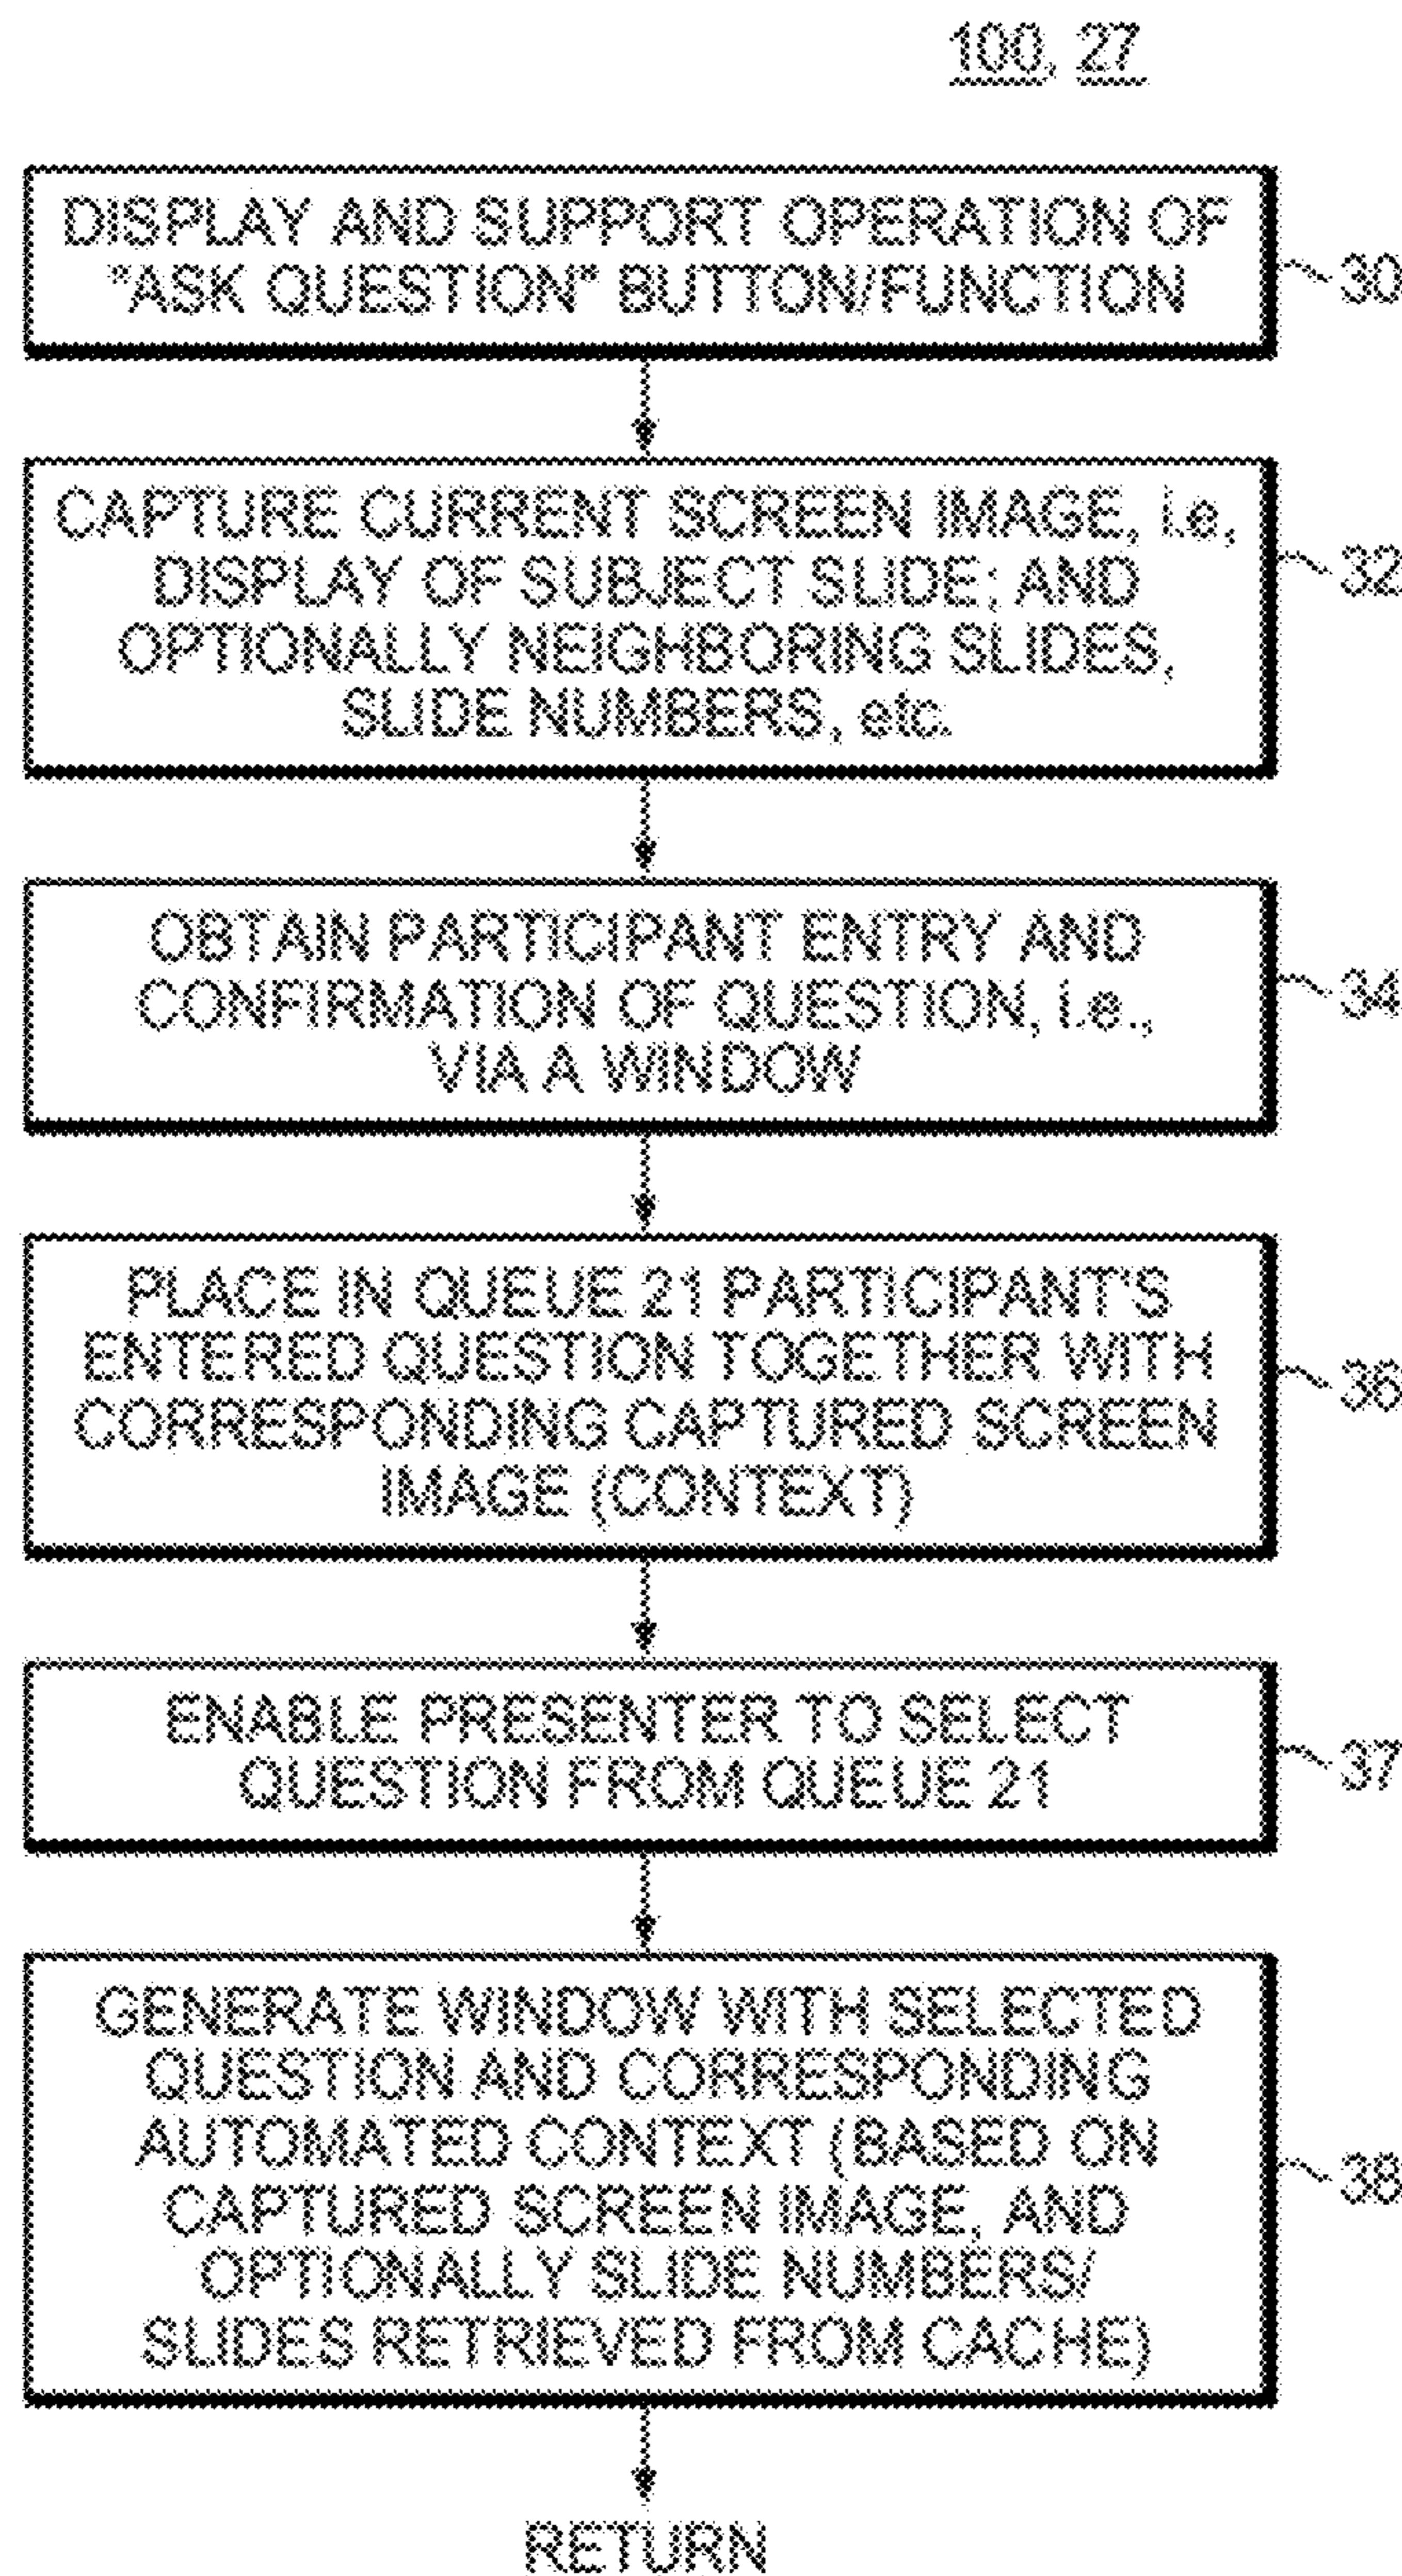 100, 27
DISPLAY AND SUPPORT OPERATION OF
"ASK QUESTION" BUTTON/FUNCTION
30
CAPTURE CURRENT SCREEN IMAGE, i.e,
DISPLAY OF SUBJECT SLIDE; AND
OPTIONALLY NEIGHBORING SLIDES,
SLIDE NUMBERS, etc.
32
OBTAIN PARTICIPANT ENTRY AND
CONFIRMATION OF QUESTION, i.e.,
VIA A WINDOW
34
PLACE IN QUEUE 21 PARTICIPANT'S
ENTERED QUESTION TOGETHER WITH
CORRESPONDING CAPTURED SCREEN
IMAGE (CONTEXT)
36
ENABLE PRESENTER TO SELECT
QUESTION FROM QUEUE 21
37
GENERATE WINDOW WITH SELECTED
QUESTION AND CORRESPONDING
AUTOMATED CONTEXT (BASED ON
CAPTURED SCREEN IMAGE, AND
OPTIONALLY SLIDE NUMBERS/
SLIDES RETRIEVED FROM CACHE)
38
RETURN